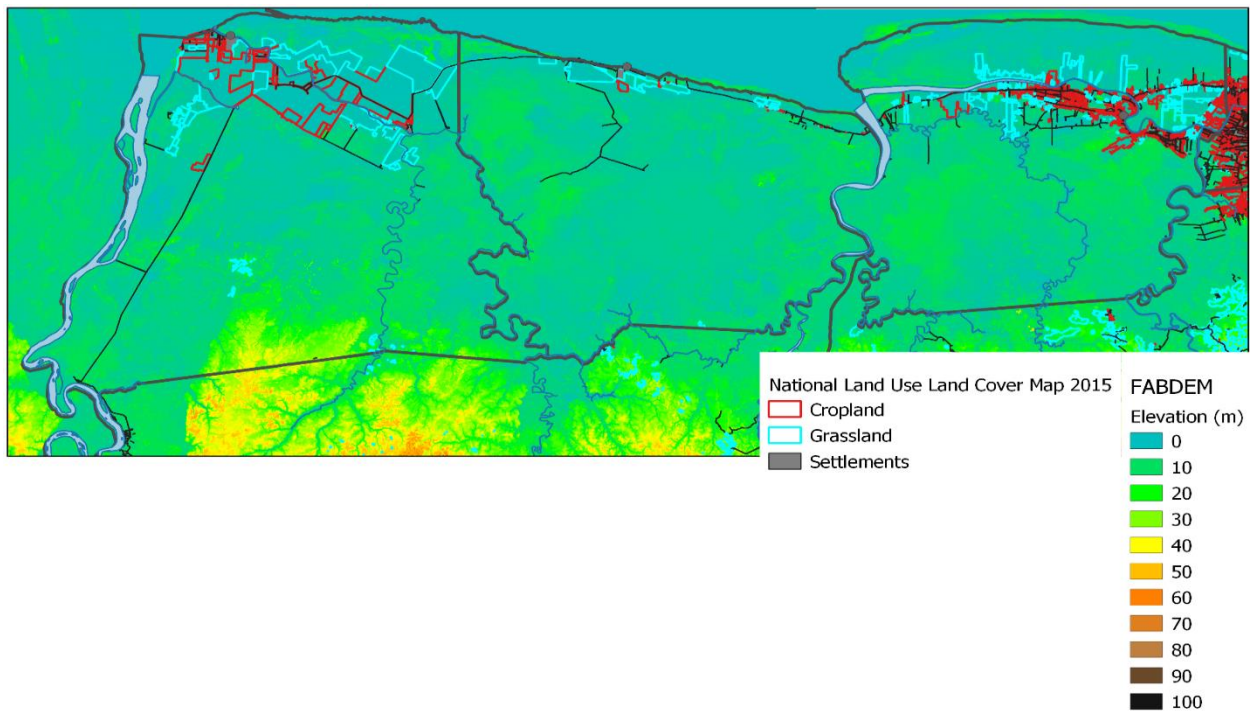 National Land Use Land Cover Map 2015
Cropland
Grassland
Settlements
FABDEM
Elevation (m)
0
10
20
30
40
50
60
70
80
90
100